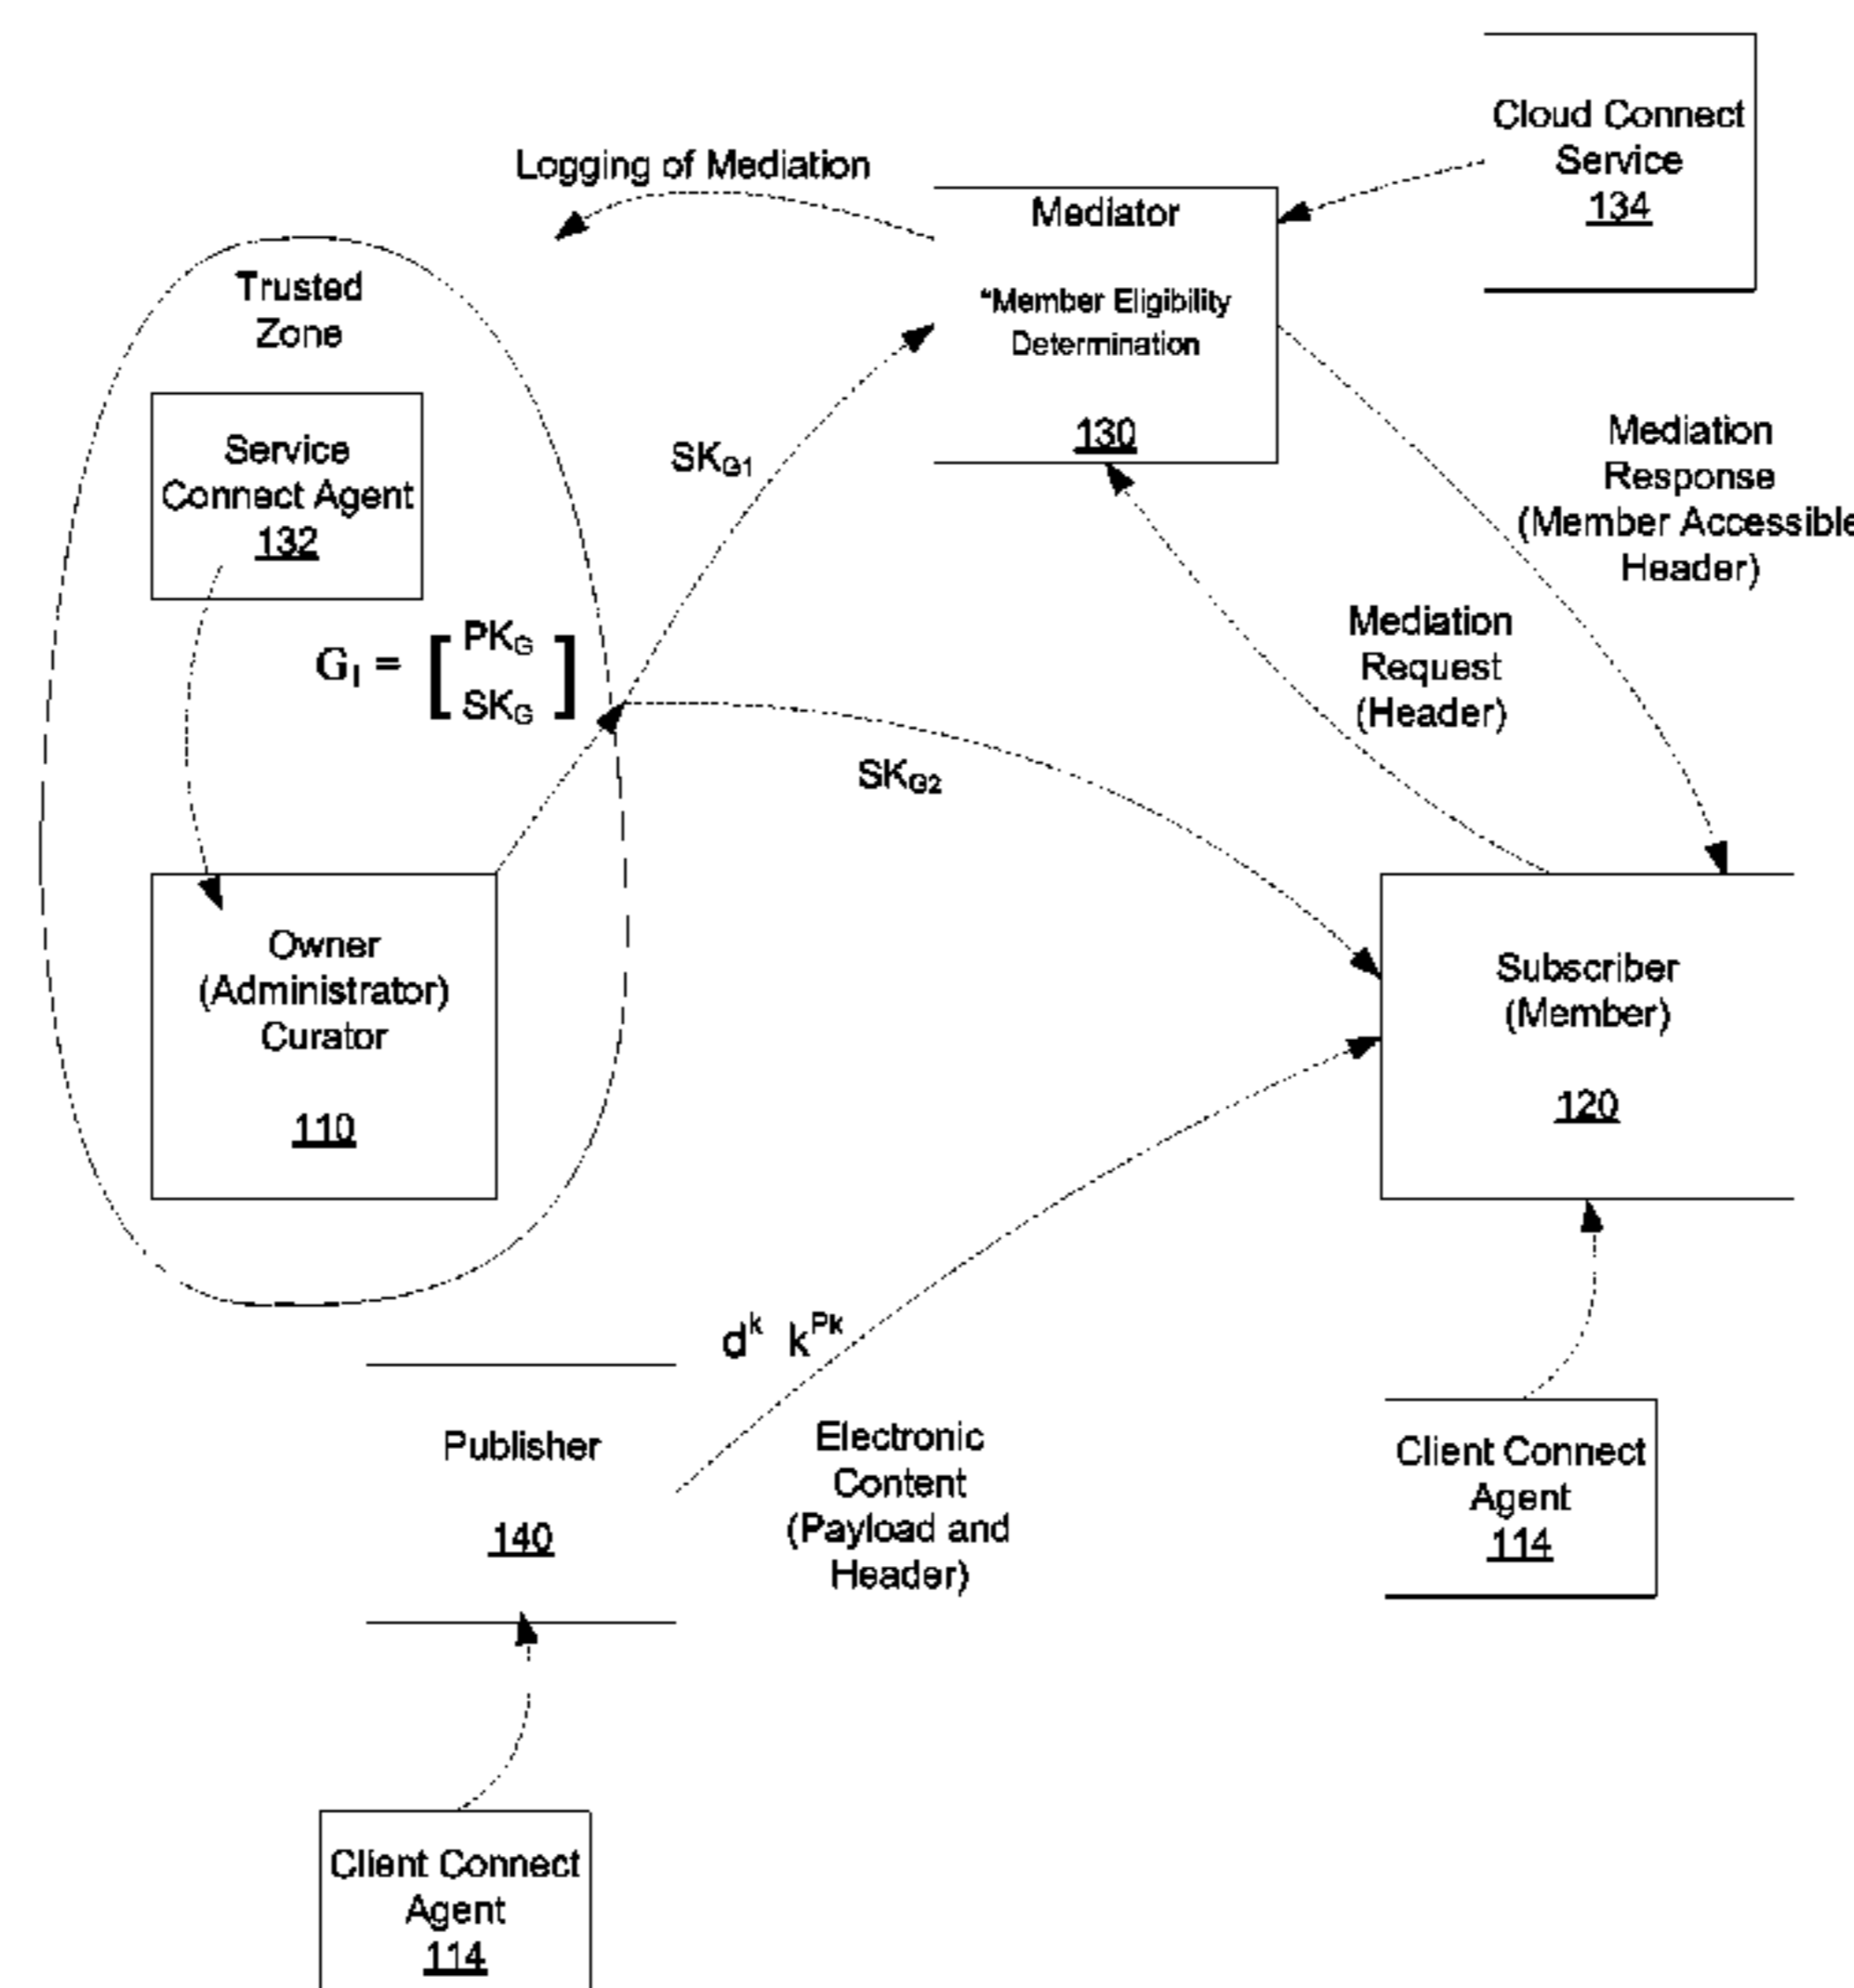 Cloud Connect
Service
134
Logging of Mediation
Mediator
“Member Eligibility
Determination
130
Trusted
Zone
Service
Connect Agent
132
SKG1
Mediation
Response
(Member Accessible
Header)
Mediation
Request
(Header)
GI = [ PKG
SKG ]
SKG2
Owner
(Administrator)
Curator
110
Subscriber
(Member)
120
dk kPk
Publisher
140
Electronic
Content
(Payload and
Header)
Client Connect
Agent
114
Client Connect
Agent
114